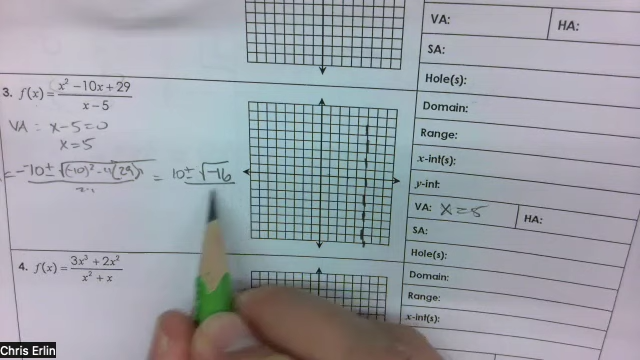 VA:
HA:
SA:
Hole(s):
3. f(x) = x² − 10x + 29 / x − 5
VA: x−5=0
x=5
= −-10 ± √(-10)² − 4(29) / 2·1 = 10 ± √-16
Domain:
Range:
x-int(s):
y-int:
VA: x=5
HA:
SA:
Hole(s):
4. f(x) = 3x³ + 2x² / x² + x
Domain:
Range:
x-int(s):
Chris Erlin